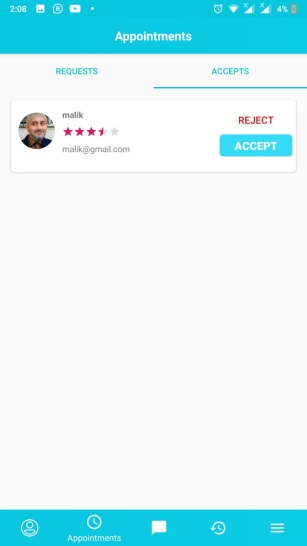 2:08
4%
Appointments
REQUESTS
ACCEPTS
malik
REJECT
malik@gmail.com
ACCEPT
Appointments